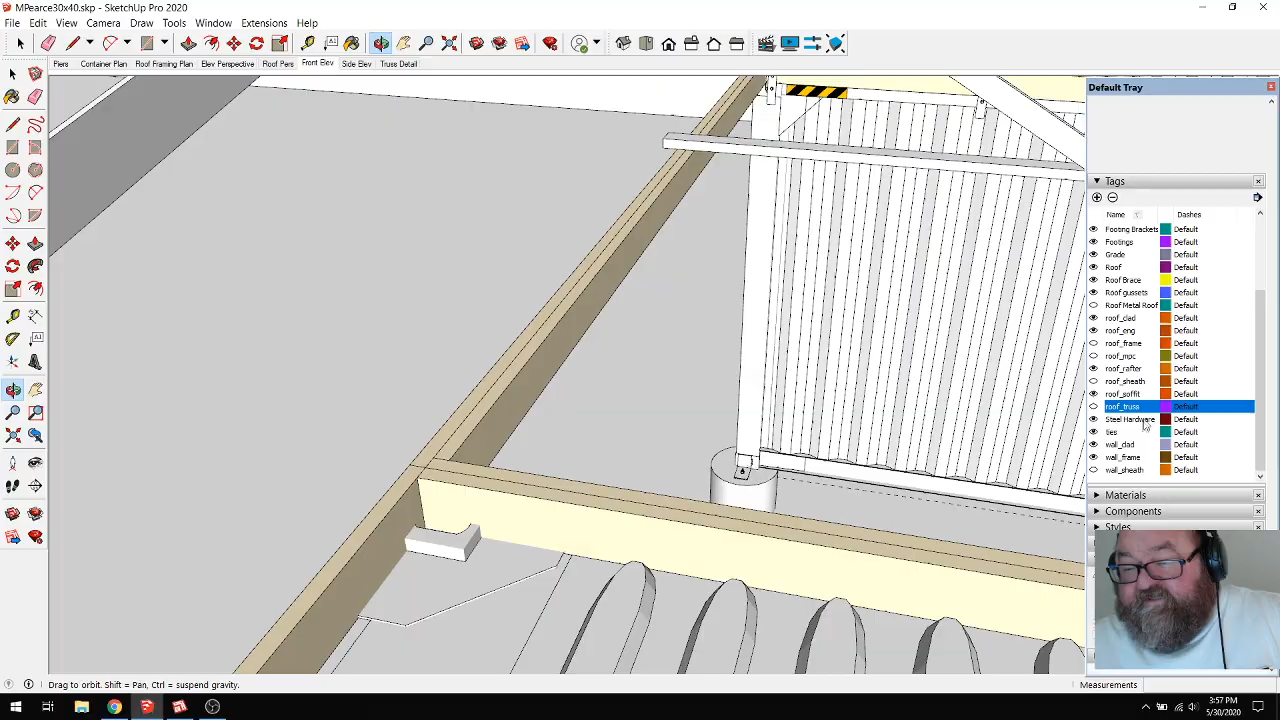 MPearce30x40.skp - SketchUp Pro 2020
File Edit View Camera Draw Tools Window Extensions Help
Piers Container Plan Roof Framing Plan Elev Perspective Roof Pers Front Elev Side Elev Truss Detail
Default Tray
Tags
Name Dashes
Footing Brackets Default
Footings Default
Grade Default
Roof Default
Roof Brace Default
Roof gussets Default
Roof Metal Roof Default
roof_clad Default
roof_eng Default
roof_frame Default
roof_mpc Default
roof_rafter Default
roof_sheath Default
roof_soffit Default
roof_truss Default
Steel Hardware Default
ties Default
wall_clad Default
wall_frame Default
wall_sheath Default
Materials
Components
Styles
Drag to orbit. Shift = Pan, Ctrl = suspend gravity.
Measurements
3:57 PM
5/30/2020